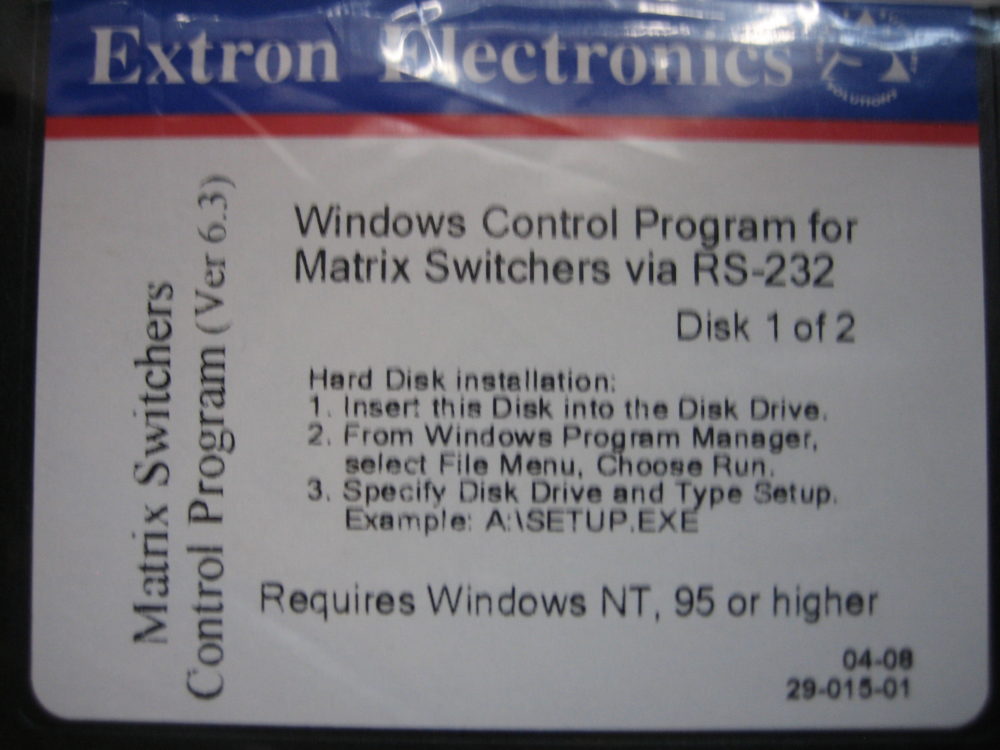 Extron Electronics
SOLUTIONS
Matrix Switchers
Control Program (Ver 6.3)
Windows Control Program for
Matrix Switchers via RS-232
Disk 1 of 2
Hard Disk installation:
1. Insert this Disk into the Disk Drive.
2. From Windows Program Manager,
select File Menu, Choose Run.
3. Specify Disk Drive and Type Setup.
Example: A:\SETUP.EXE
Requires Windows NT, 95 or higher
04-08
29-015-01